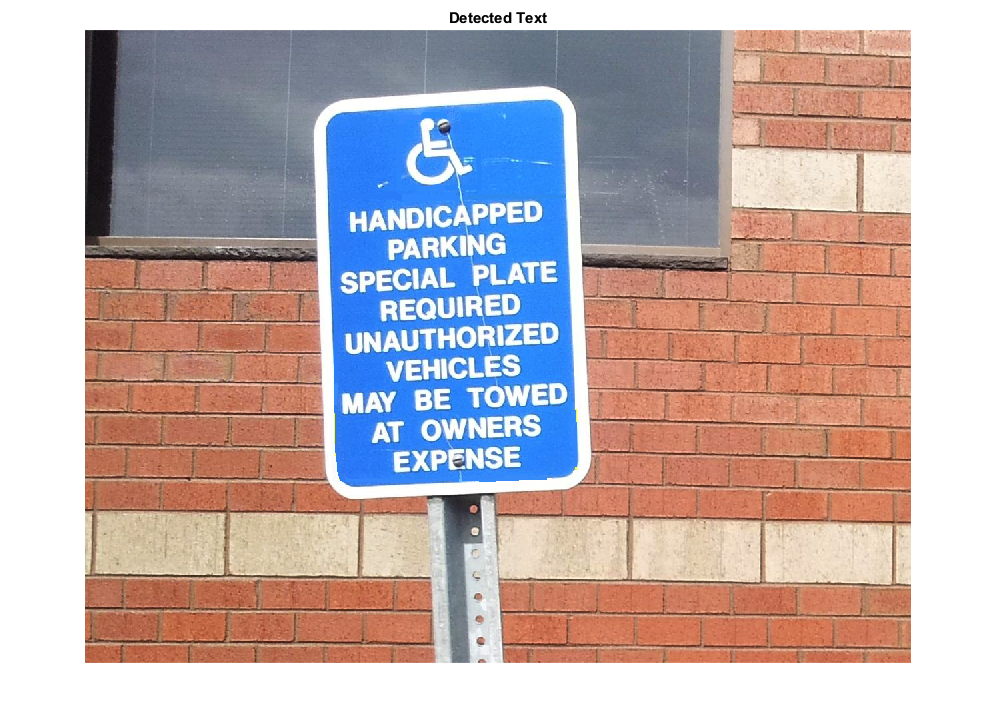 Detected Text
HANDICAPPED
PARKING
SPECIAL PLATE
REQUIRED
UNAUTHORIZED
VEHICLES
MAY BE TOWED
AT OWNERS
EXPENSE